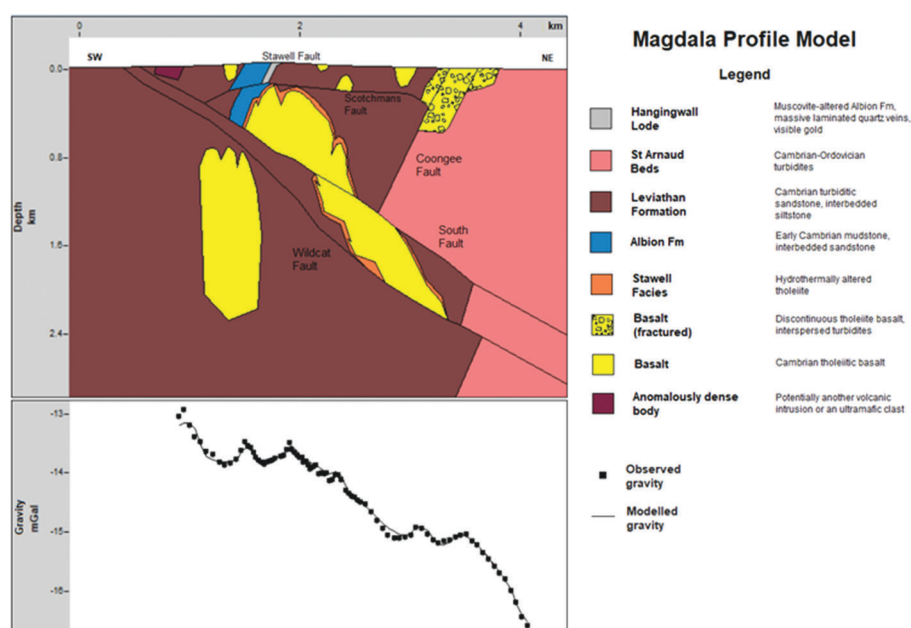 0
2
4
km
SW
Stawell Fault
NE
0.0
0.8
1.6
2.4
Depth
km
Scotchmans
Fault
Coongee
Fault
South
Fault
Wildcat
Fault
-13
-14
-15
-16
Gravity
mGal
Magdala Profile Model
Legend
Hangingwall
Lode
Muscovite-altered Albion Fm,
massive laminated quartz veins,
visible gold
St Arnaud
Beds
Cambrian-Ordovician
turbidites
Leviathan
Formation
Cambrian turbiditic
sandstone, interbedded
siltstone
Albion Fm
Early Cambrian mudstone,
interbedded sandstone
Stawell
Facies
Hydrothermally altered
tholeiite
Basalt
(fractured)
Discontinuous tholeiite basalt,
interspersed turbidites
Basalt
Cambrian tholeiitic basalt
Anomalously dense
body
Potentially another volcanic
intrusion or an ultramafic clast
Observed
gravity
Modelled
gravity